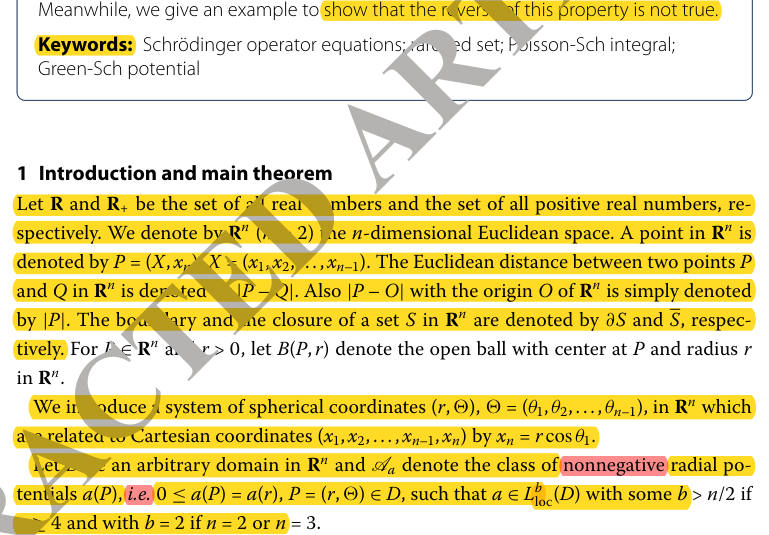 Meanwhile, we give an example to show that the revers of this property is not true.
Keywords: Schrödinger operator equations; set; Poisson-Sch integral;
Green-Sch potential
1 Introduction and main theorem
Let R and R₊ be the set of all real numbers and the set of all positive real numbers, re-
spectively. We denote by Rⁿ (n 2) the n-dimensional Euclidean space. A point in Rⁿ is
denoted by P = (X, xₙ), X = (x₁, x₂, ..., xₙ₋₁). The Euclidean distance between two points P
and Q in Rⁿ is denoted |P – Q|. Also |P – O| with the origin O of Rⁿ is simply denoted
by |P|. The boundary and the closure of a set S in Rⁿ are denoted by ∂S and S̅, respec-
tively. For ∈ Rⁿ and r > 0, let B(P, r) denote the open ball with center at P and radius r
in Rⁿ.
We introduce a system of spherical coordinates (r, Θ), Θ = (θ₁, θ₂, ..., θₙ₋₁), in Rⁿ which
are related to Cartesian coordinates (x₁, x₂, ..., xₙ₋₁, xₙ) by xₙ = r cos θ₁.
Let an arbitrary domain in Rⁿ and 𝒜ₐ denote the class of nonnegative radial po-
tentials a(P), i.e. 0 ≤ a(P) = a(r), P = (r, Θ) ∈ D, such that a ∈ Lᵇ_loc(D) with some b > n/2 if
≥ 4 and with b = 2 if n = 2 or n = 3.
RACTED ART